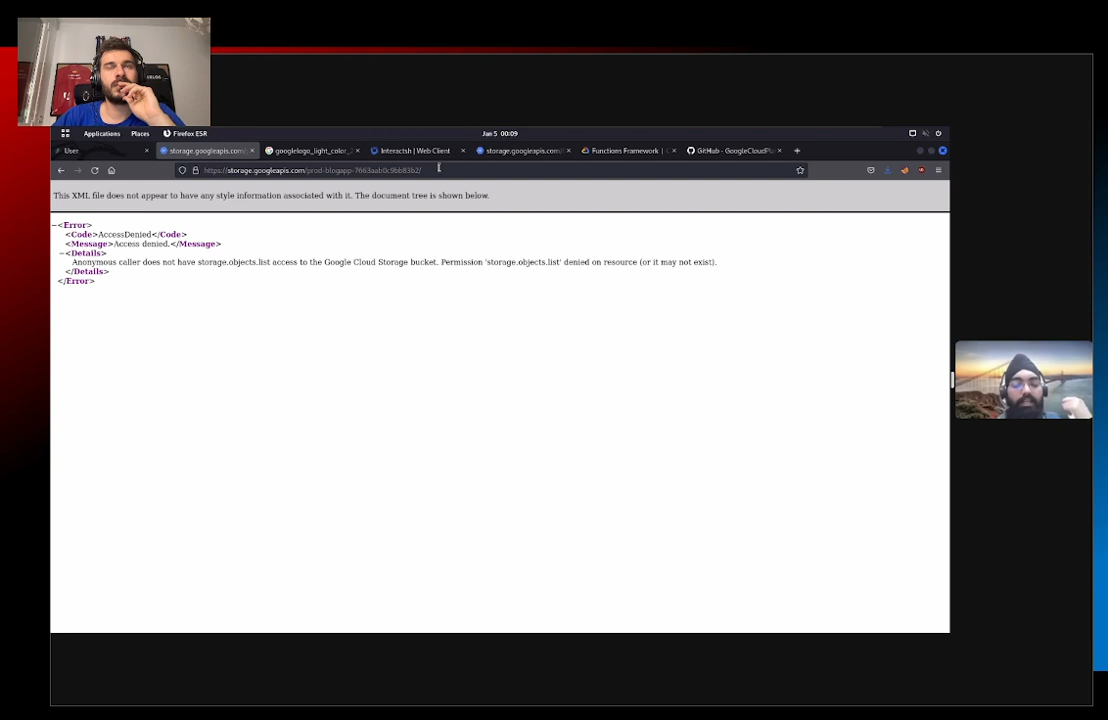 Applications Places Firefox ESR Jan 5 00:09
User storage.googleapis.com/ googlelogo_light_color_2 Interactsh | Web Client storage.googleapis.com/ Functions Framework | GitHub - GoogleCloudPl
https://storage.googleapis.com/prod-blogapp-7663aab0c9bb83b2/
This XML file does not appear to have any style information associated with it. The document tree is shown below.
−<Error>
<Code>AccessDenied</Code>
<Message>Access denied.</Message>
−<Details>
Anonymous caller does not have storage.objects.list access to the Google Cloud Storage bucket. Permission 'storage.objects.list' denied on resource (or it may not exist).
</Details>
</Error>